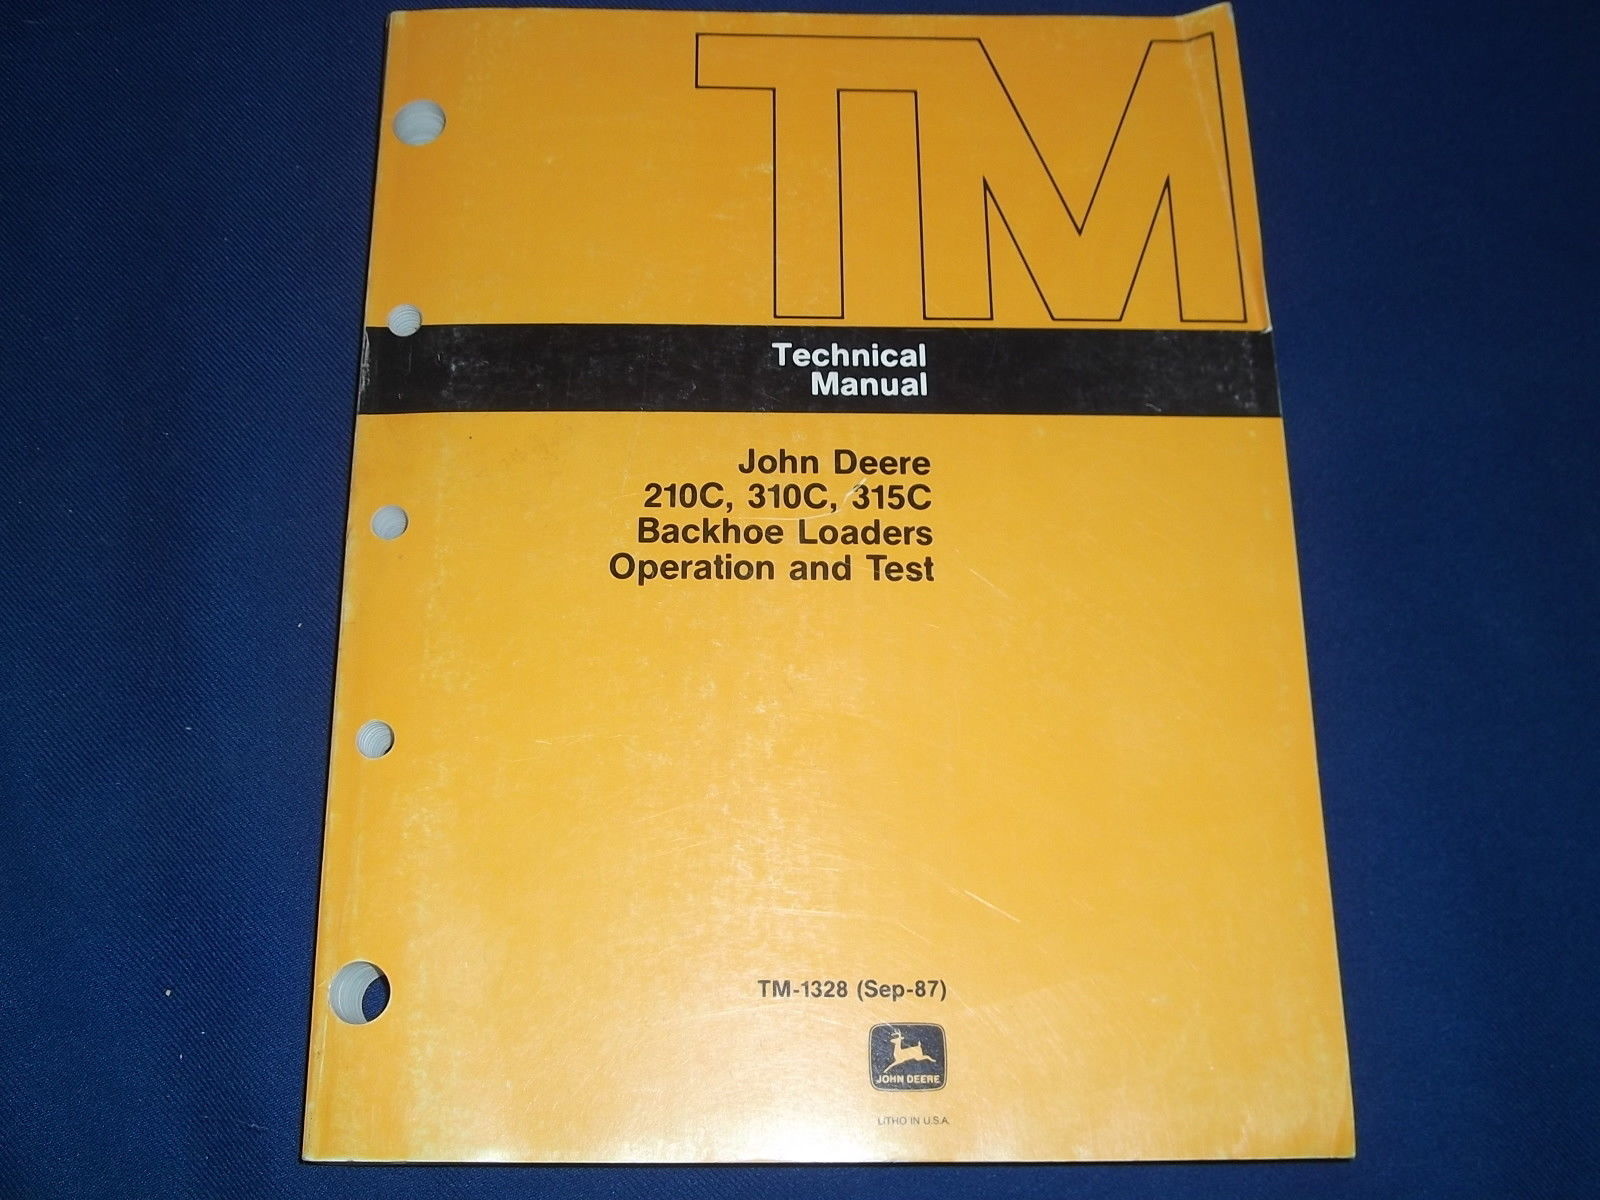 TM
Technical
Manual
John Deere
210C, 310C, 315C
Backhoe Loaders
Operation and Test
TM-1328 (Sep-87)
JOHN DEERE
LITHO IN U.S.A.